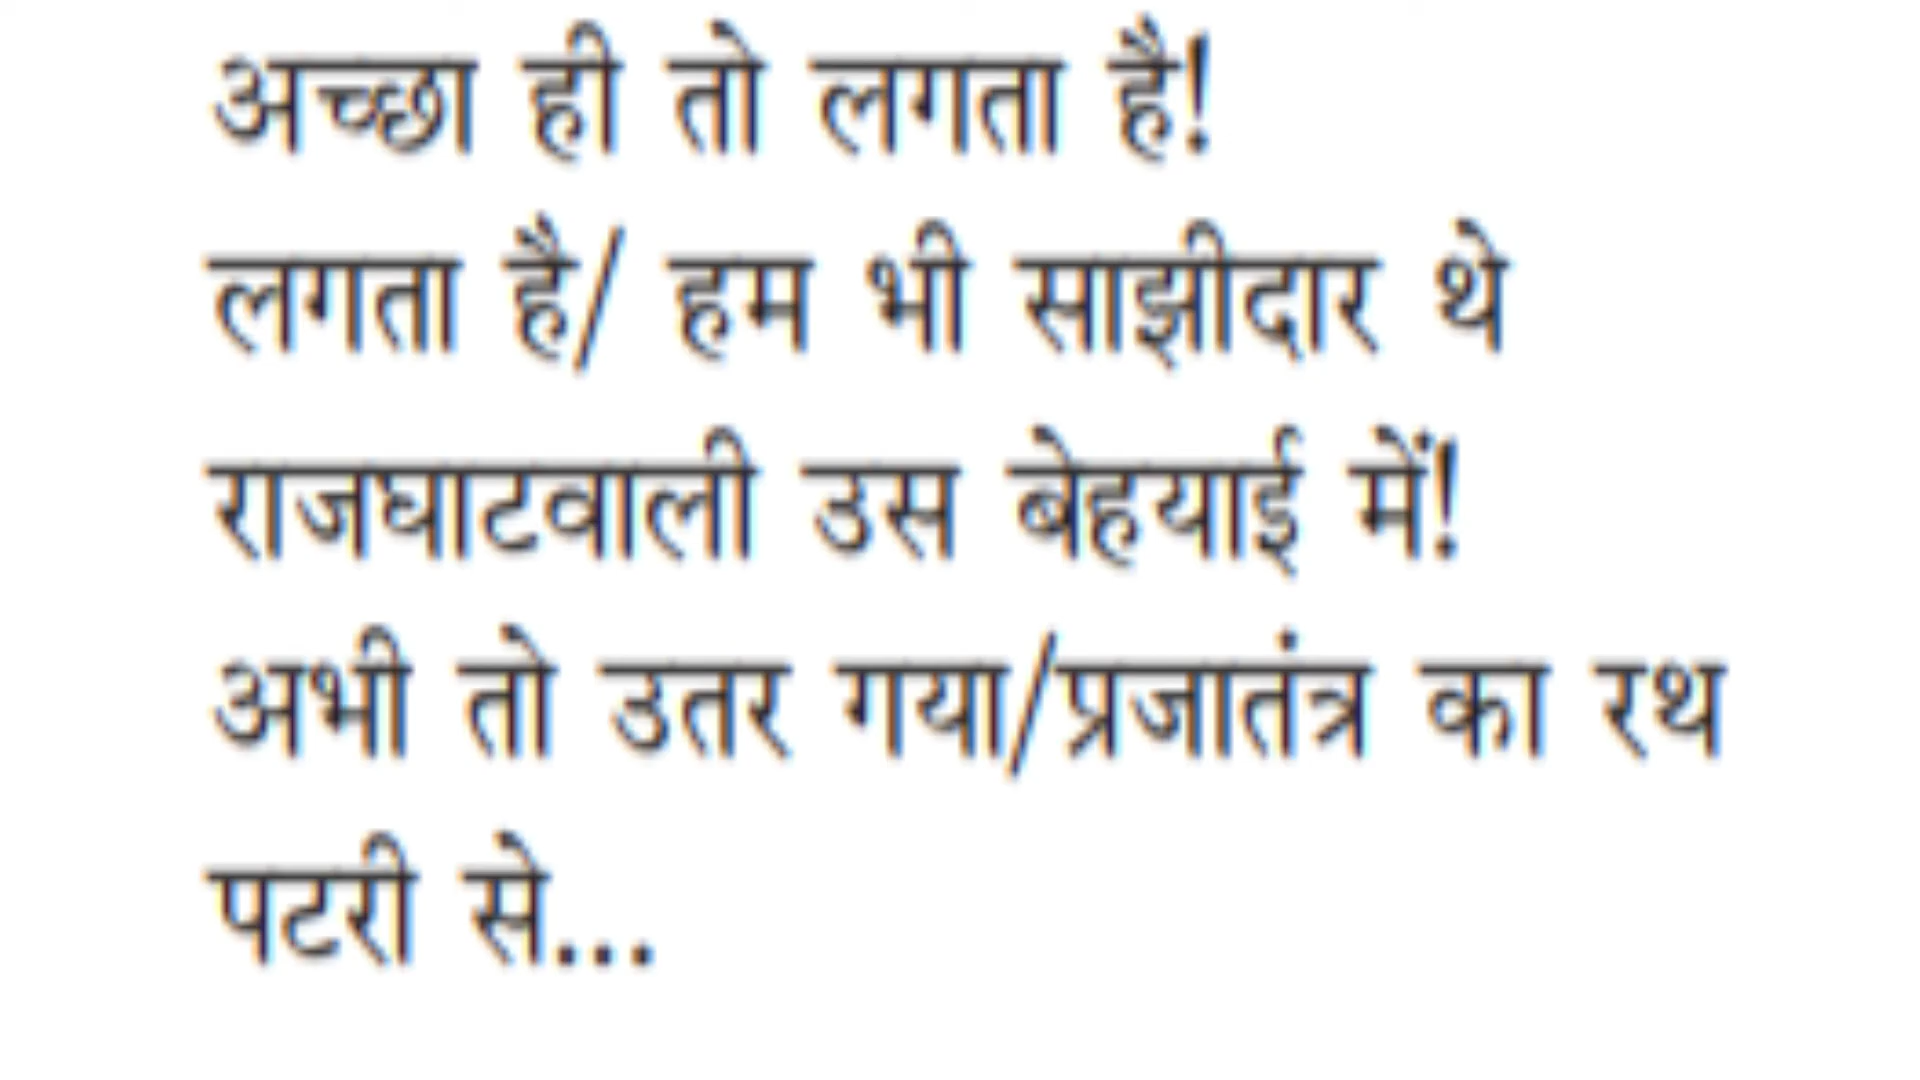 अच्छा ही तो लगता है!
लगता है/ हम भी साझीदार थे
राजघाटवाली उस बेहयाई में!
अभी तो उतर गया/प्रजातंत्र का रथ
पटरी से...